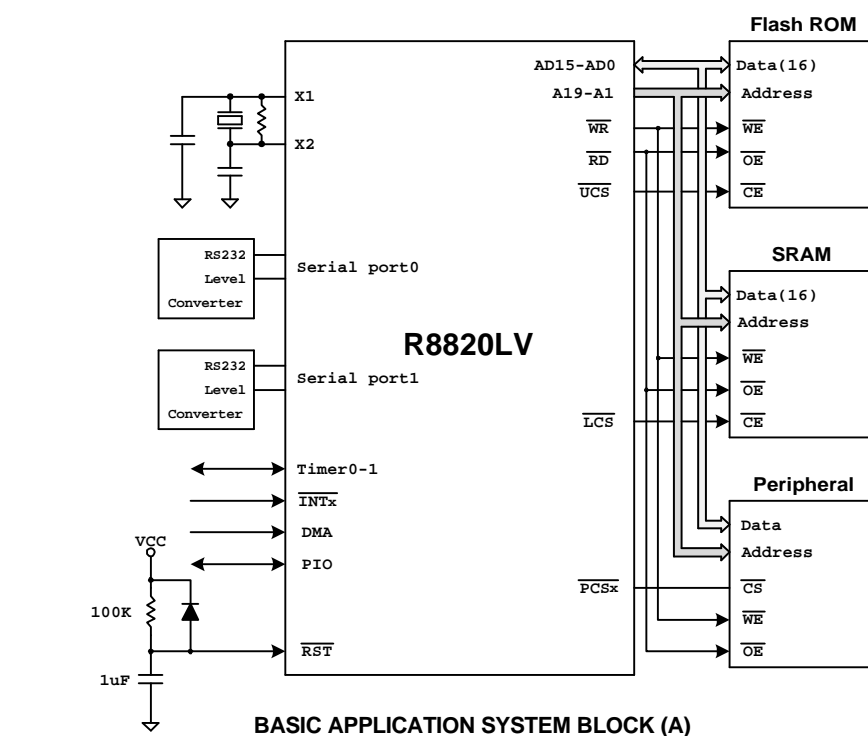 Flash ROM
AD15-AD0
Data(16)
A19-A1
Address
X1
WR
WE
X2
RD
OE
UCS
CE
RS232
Level
Converter
Serial port0
SRAM
Data(16)
Address
R8820LV
WE
RS232
Level
Converter
Serial port1
OE
LCS
CE
Timer0-1
INTx
Peripheral
DMA
Data
VCC
PIO
Address
PCSx
CS
100K
WE
RST
OE
1uF
BASIC APPLICATION SYSTEM BLOCK (A)